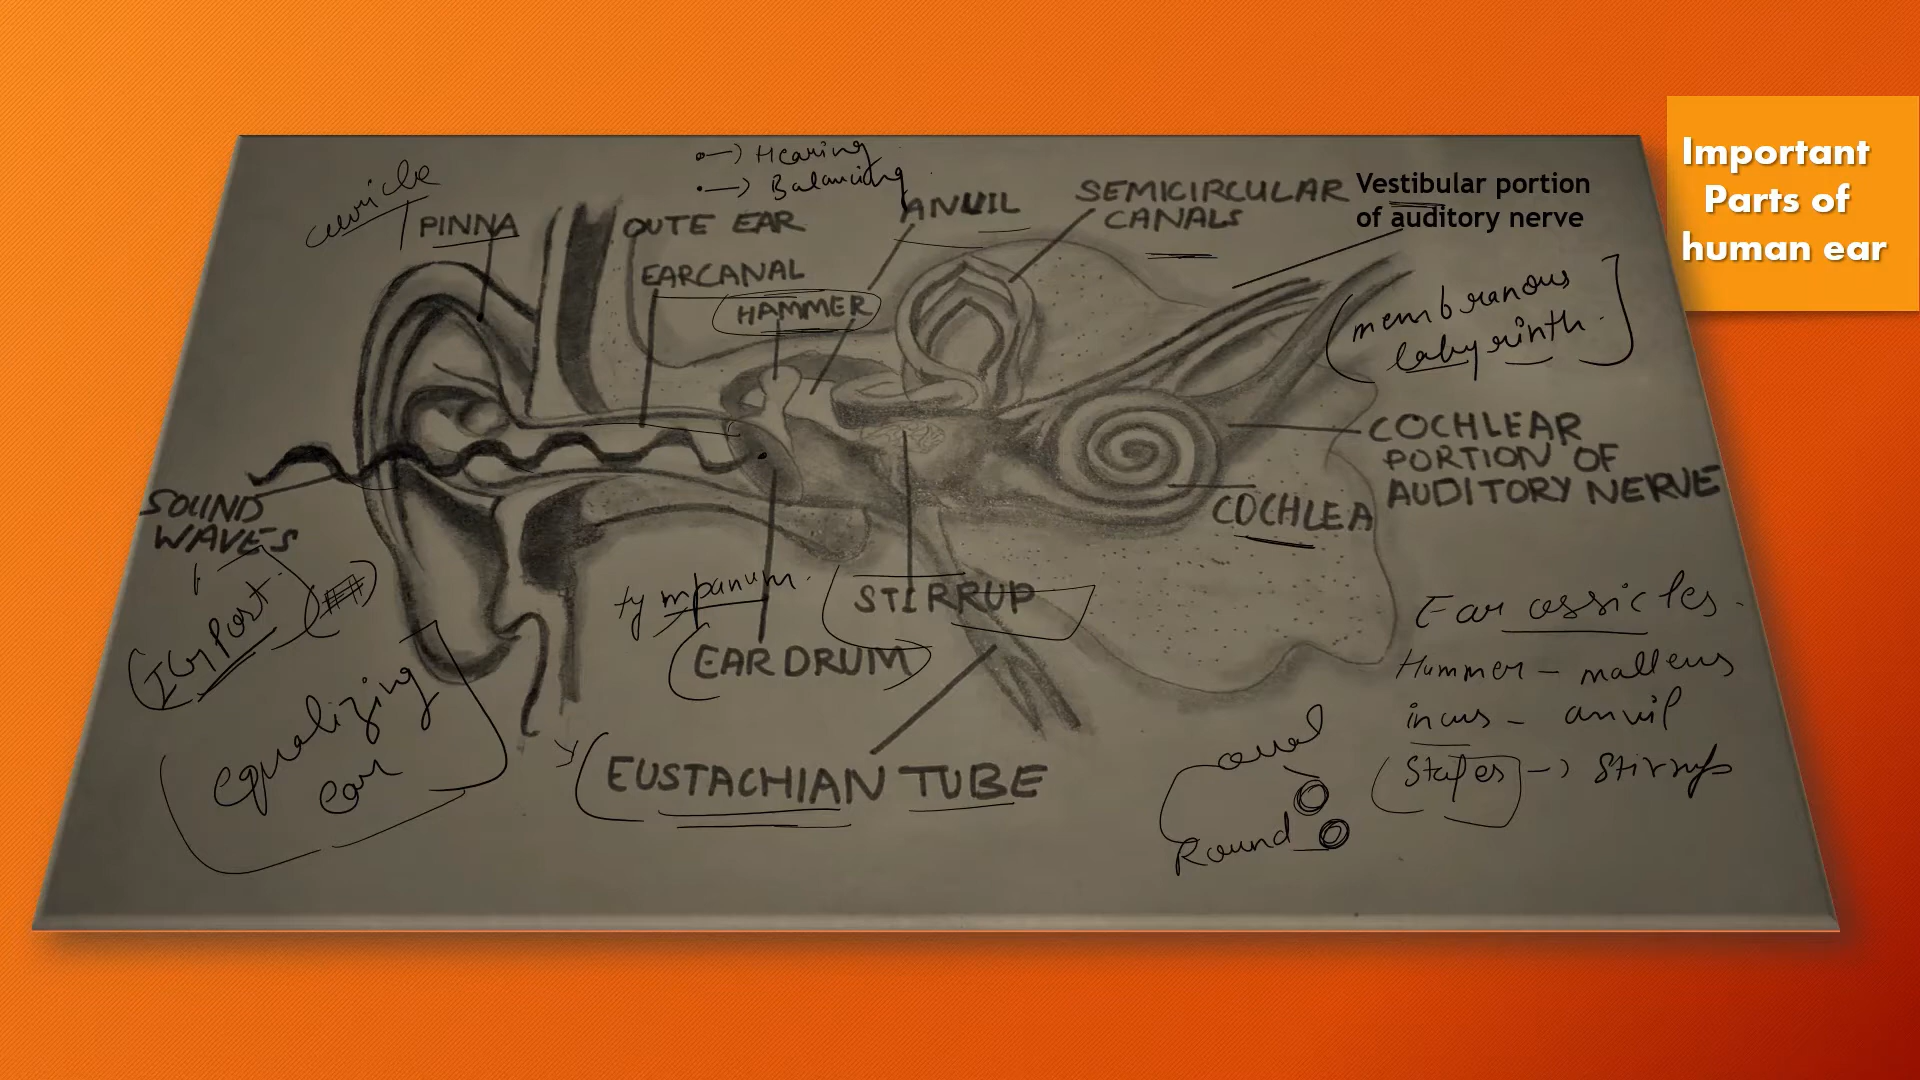 Important
Parts of
human ear
Hearing
Balancing
auricle
PINNA
OUTE EAR
ANVIL
SEMICIRCULAR
CANALS
Vestibular portion
of auditory nerve
EARCANAL
HAMMER
membranous
labyrinth.
COCHLEAR
PORTION OF
AUDITORY NERVE
COCHLEA
SOUND
WAVES
tympanum.
STIRRUP
EAR DRUM
equalizing
ear
EUSTACHIAN TUBE
Ear ossicles.
Hummer - malleus
incus - anvil
Stapes -> Stirrup
oval
Round